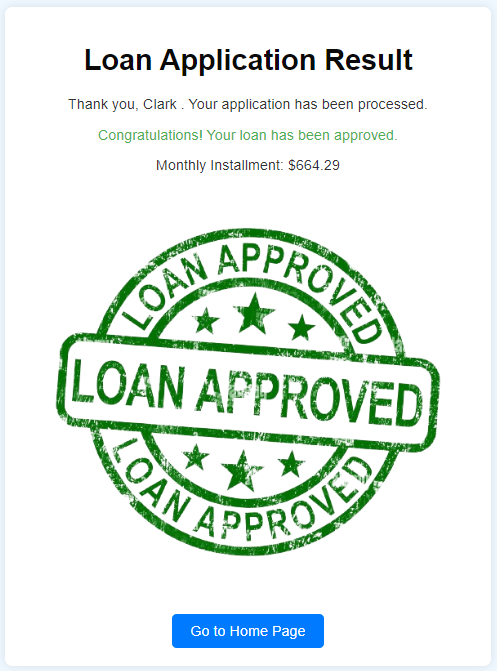 Loan Application Result
Thank you, Clark . Your application has been processed.
Congratulations! Your loan has been approved.
Monthly Installment: $664.29
LOAN APPROVED
LOAN APPROVED
LOAN APPROVED
Go to Home Page